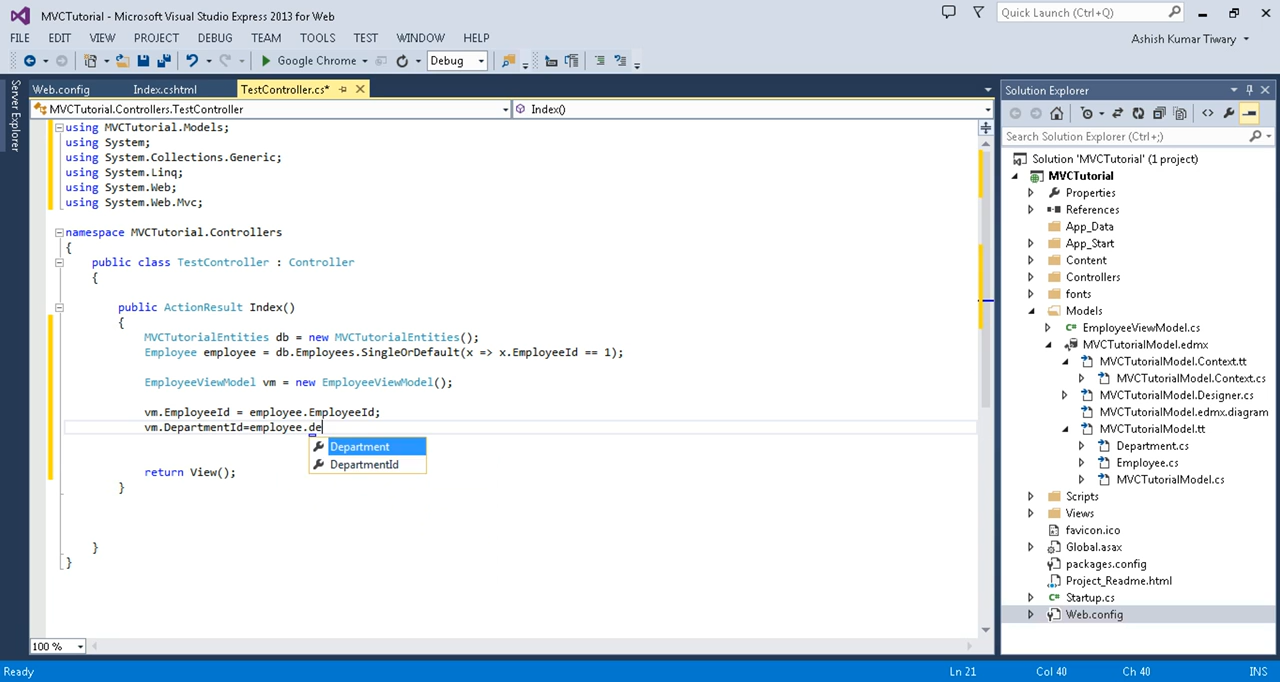 MVCTutorial - Microsoft Visual Studio Express 2013 for Web
Quick Launch (Ctrl+Q)
FILE EDIT VIEW PROJECT DEBUG TEAM TOOLS TEST WINDOW HELP
Ashish Kumar Tiwary
Google Chrome
Debug
Server Explorer
Web.config
Index.cshtml
TestController.cs*
MVCTutorial.Controllers.TestController
Index()
using MVCTutorial.Models;
using System;
using System.Collections.Generic;
using System.Linq;
using System.Web;
using System.Web.Mvc;
namespace MVCTutorial.Controllers
{
public class TestController : Controller
{
public ActionResult Index()
{
MVCTutorialEntities db = new MVCTutorialEntities();
Employee employee = db.Employees.SingleOrDefault(x => x.EmployeeId == 1);
EmployeeViewModel vm = new EmployeeViewModel();
vm.EmployeeId = employee.EmployeeId;
vm.DepartmentId=employee.de
Department
DepartmentId
return View();
}
}
}
100 %
Solution Explorer
Search Solution Explorer (Ctrl+;)
Solution 'MVCTutorial' (1 project)
MVCTutorial
Properties
References
App_Data
App_Start
Content
Controllers
fonts
Models
EmployeeViewModel.cs
MVCTutorialModel.edmx
MVCTutorialModel.Context.tt
MVCTutorialModel.Context.cs
MVCTutorialModel.Designer.cs
MVCTutorialModel.edmx.diagram
MVCTutorialModel.tt
Department.cs
Employee.cs
MVCTutorialModel.cs
Scripts
Views
favicon.ico
Global.asax
packages.config
Project_Readme.html
Startup.cs
Web.config
Ready
Ln 21
Col 40
Ch 40
INS